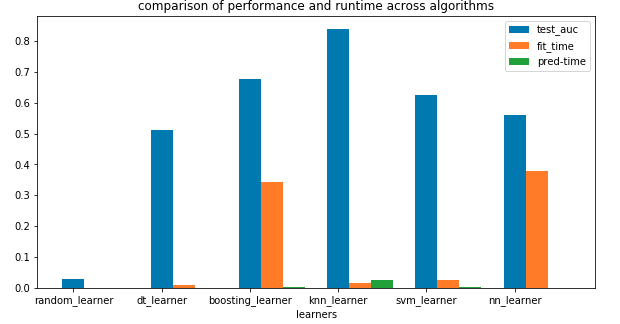 comparison of performance and runtime across algorithms
test_auc
fit_time
pred-time
0.8
0.7
0.6
0.5
0.4
0.3
0.2
0.1
0.0
random_learner dt_learner boosting_learner knn_learner svm_learner nn_learner
learners